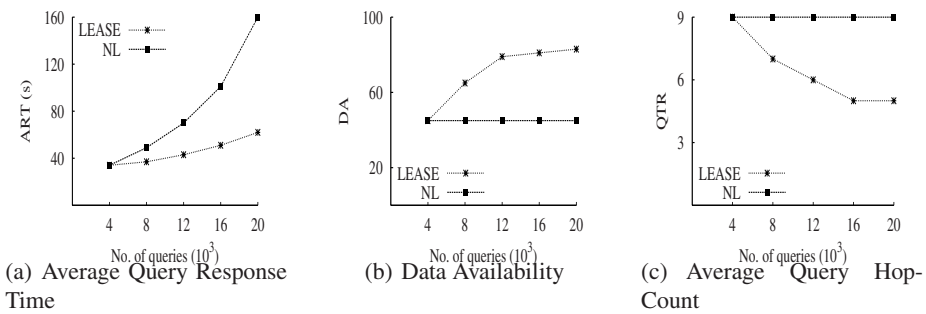 160
120
80
40
ART (s)
LEASE
NL
4 8 12 16 20
No. of queries (10³)
(a) Average Query Response
Time
100
60
20
DA
LEASE
NL
4 8 12 16 20
No. of queries (10³)
(b) Data Availability
9
6
3
QTR
LEASE
NL
4 8 12 16 20
No. of queries (10³)
(c) Average Query Hop-
Count